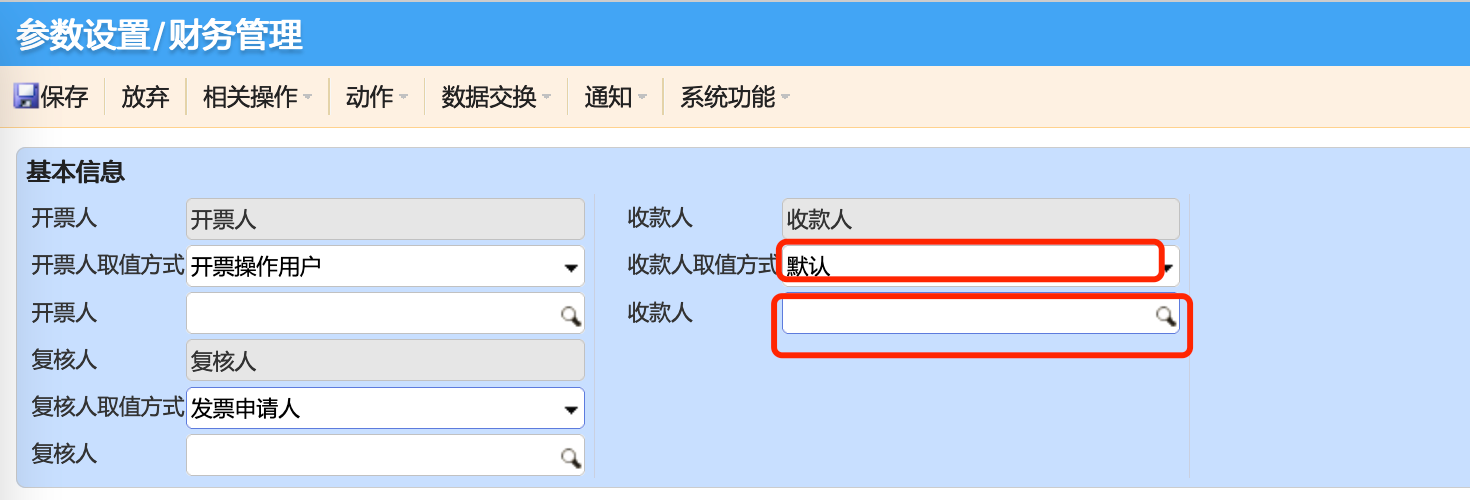 参数设置/财务管理
保存 放弃 相关操作 动作 数据交换 通知 系统功能
基本信息
开票人 开票人 收款人 收款人
开票人取值方式 开票操作用户 收款人取值方式 默认
开票人 收款人
复核人 复核人
复核人取值方式 发票申请人
复核人